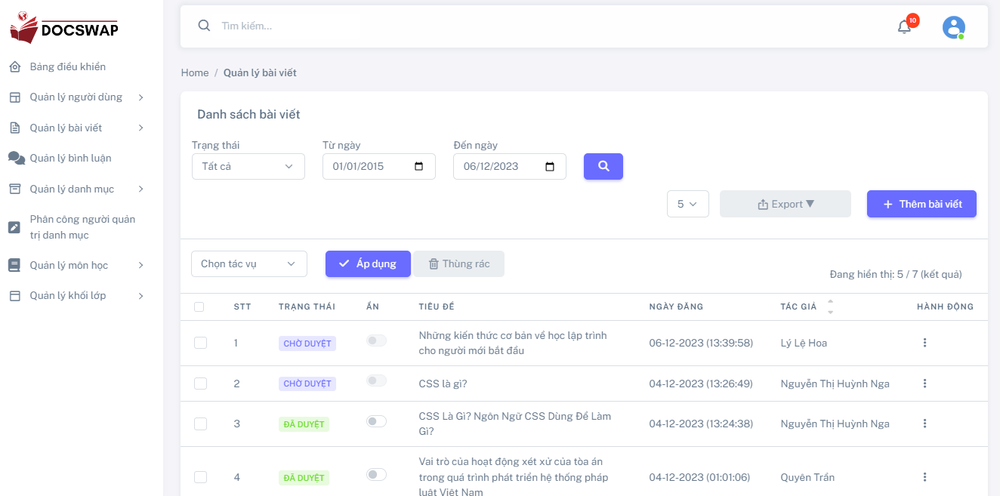 DOCSWAP
Tìm kiếm...
10
Bảng điều khiển
Quản lý người dùng
Quản lý bài viết
Quản lý bình luận
Quản lý danh mục
Phân công người quản
trị danh mục
Quản lý môn học
Quản lý khối lớp
Home / Quản lý bài viết
Danh sách bài viết
Trạng thái Từ ngày Đến ngày
Tất cả 01/01/2015 06/12/2023
5 Export ▼ + Thêm bài viết
Chọn tác vụ Áp dụng Thùng rác
Đang hiển thị: 5 / 7 (kết quả)
STT TRẠNG THÁI ẨN TIÊU ĐỀ NGÀY ĐĂNG TÁC GIẢ HÀNH ĐỘNG
1 CHỜ DUYỆT Những kiến thức cơ bản về học lập trình 06-12-2023 (13:39:58) Lý Lệ Hoa
cho người mới bắt đầu
2 CHỜ DUYỆT CSS là gì? 04-12-2023 (13:26:49) Nguyễn Thị Huỳnh Nga
3 ĐÃ DUYỆT CSS Là Gì? Ngôn Ngữ CSS Dùng Để Làm 04-12-2023 (13:24:38) Nguyễn Thị Huỳnh Nga
Gì?
4 ĐÃ DUYỆT Vai trò của hoạt động xét xử của tòa án 04-12-2023 (01:01:06) Quyên Trần
trong quá trình phát triển hệ thống pháp
luật Việt Nam